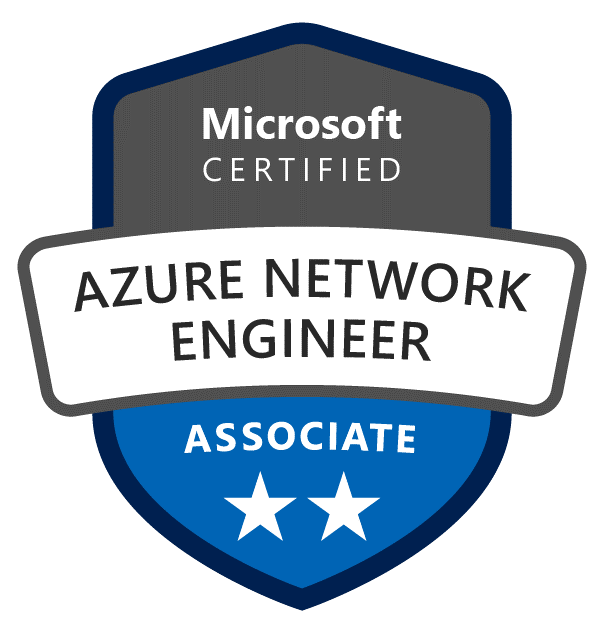 Microsoft
CERTIFIED
AZURE NETWORK
ENGINEER
ASSOCIATE